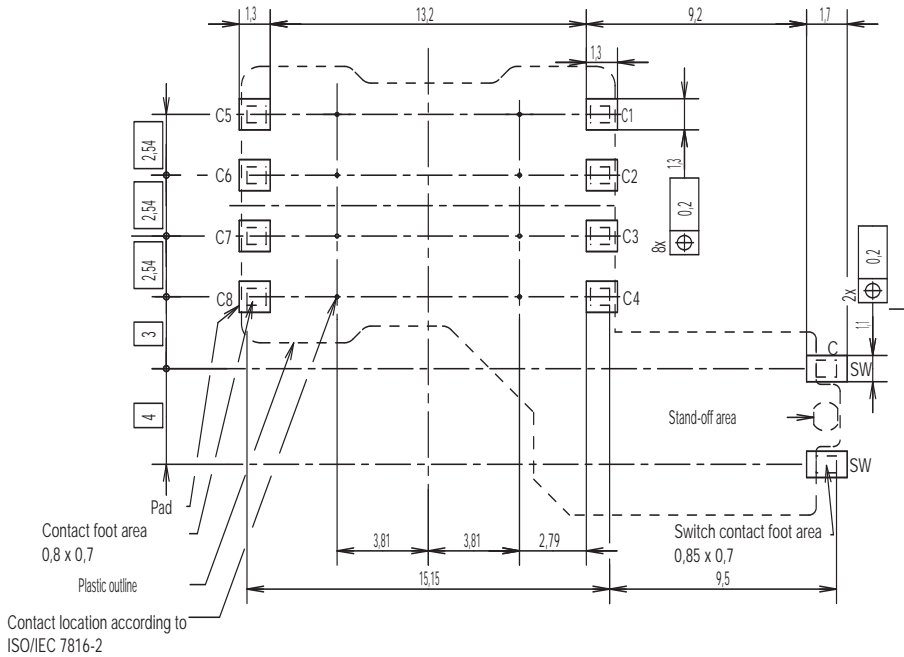 1,3
13,2
9,2
1,7
1,3
C5
C1
2,54
1,3
C6
C2
0,2
2,54
8x
C7
C3
0,2
2,54
2x
C8
C4
1,1
3
C
SW
4
Stand-off area
SW
Pad
Contact foot area
0,8 x 0,7
Switch contact foot area
0,85 x 0,7
3,81
3,81
2,79
Plastic outline
15,15
9,5
Contact location according to
ISO/IEC 7816-2